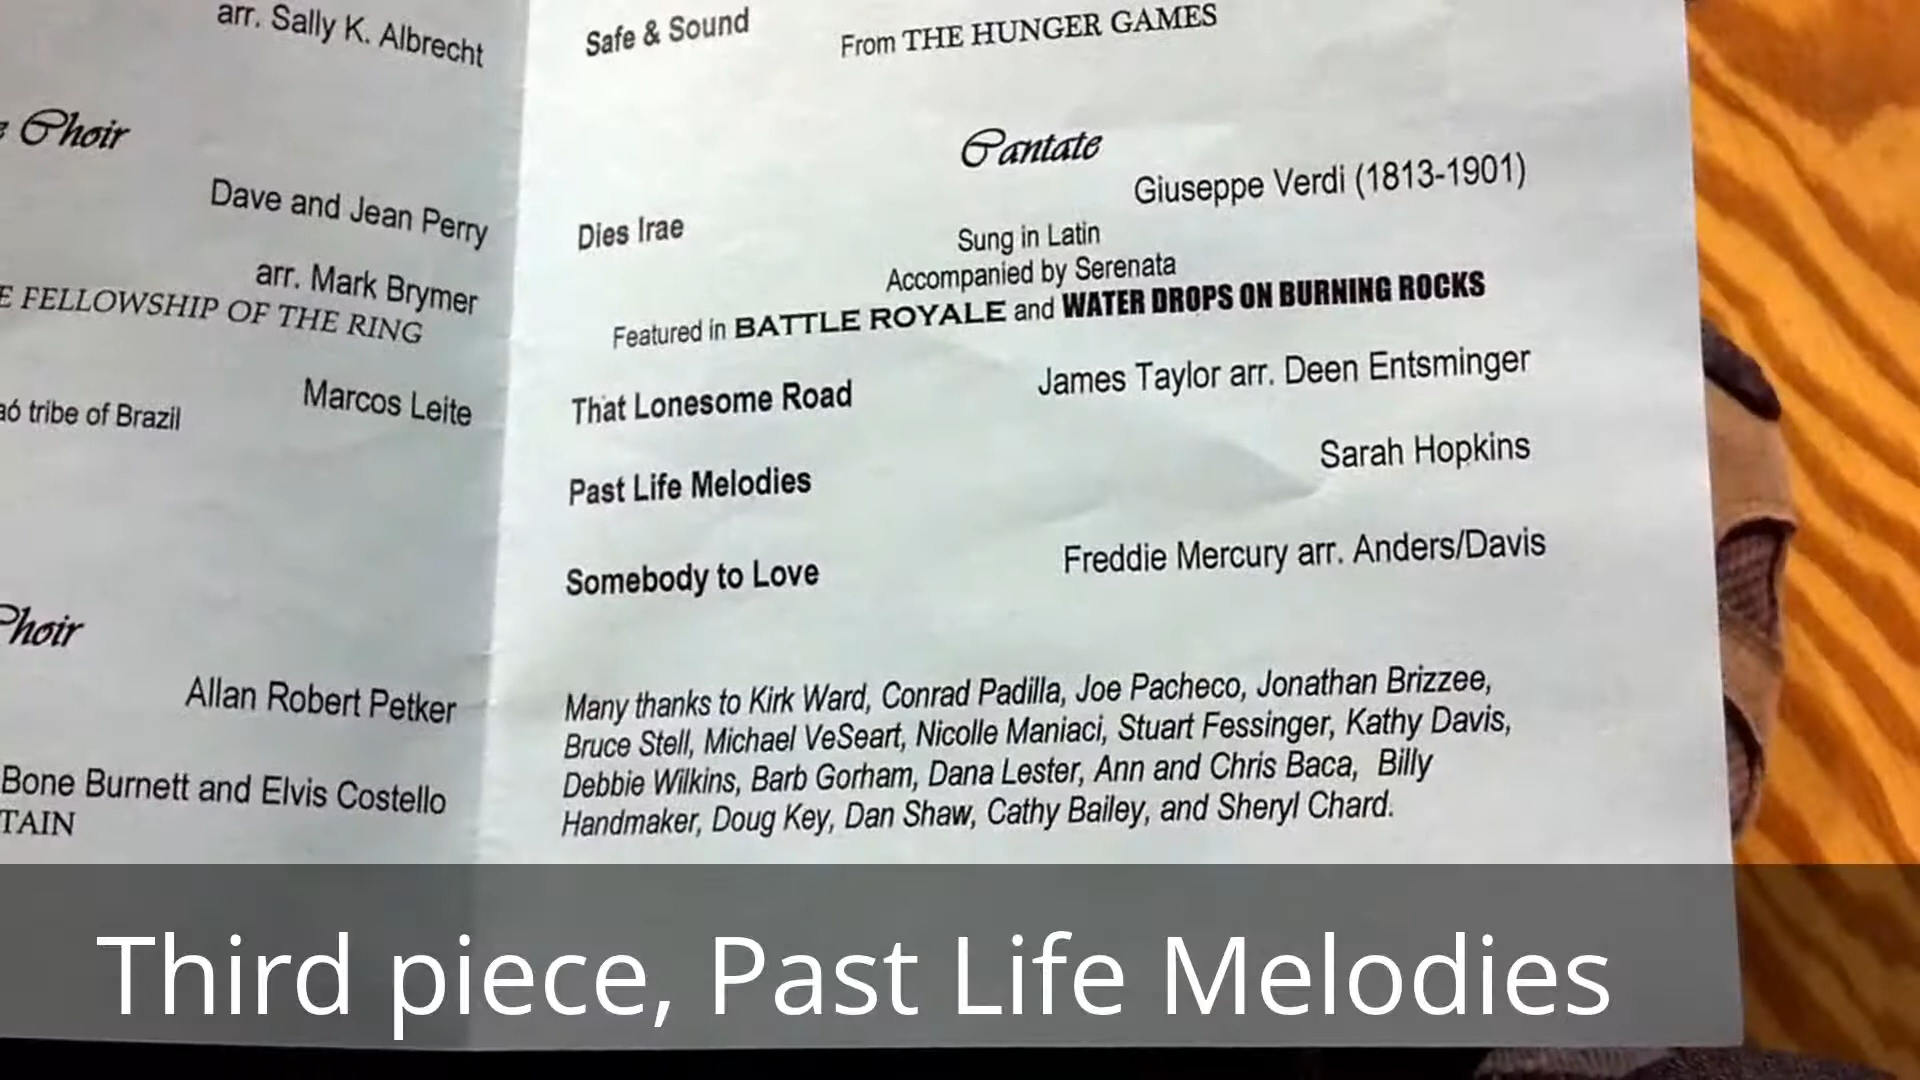 arr. Sally K. Albrecht
Choir
Dave and Jean Perry
arr. Mark Brymer
FELLOWSHIP OF THE RING
Marcos Leite
tribe of Brazil
Choir
Allan Robert Petker
Bone Burnett and Elvis Costello
TAIN
Safe & Sound
From THE HUNGER GAMES
Cantate
Giuseppe Verdi (1813-1901)
Dies Irae
Sung in Latin
Accompanied by Serenata
Featured in BATTLE ROYALE and WATER DROPS ON BURNING ROCKS
That Lonesome Road James Taylor arr. Deen Entsminger
Past Life Melodies Sarah Hopkins
Somebody to Love Freddie Mercury arr. Anders/Davis
Many thanks to Kirk Ward, Conrad Padilla, Joe Pacheco, Jonathan Brizzee,
Bruce Stell, Michael VeSeart, Nicolle Maniaci, Stuart Fessinger, Kathy Davis,
Debbie Wilkins, Barb Gorham, Dana Lester, Ann and Chris Baca, Billy
Handmaker, Doug Key, Dan Shaw, Cathy Bailey, and Sheryl Chard.
Third piece, Past Life Melodies